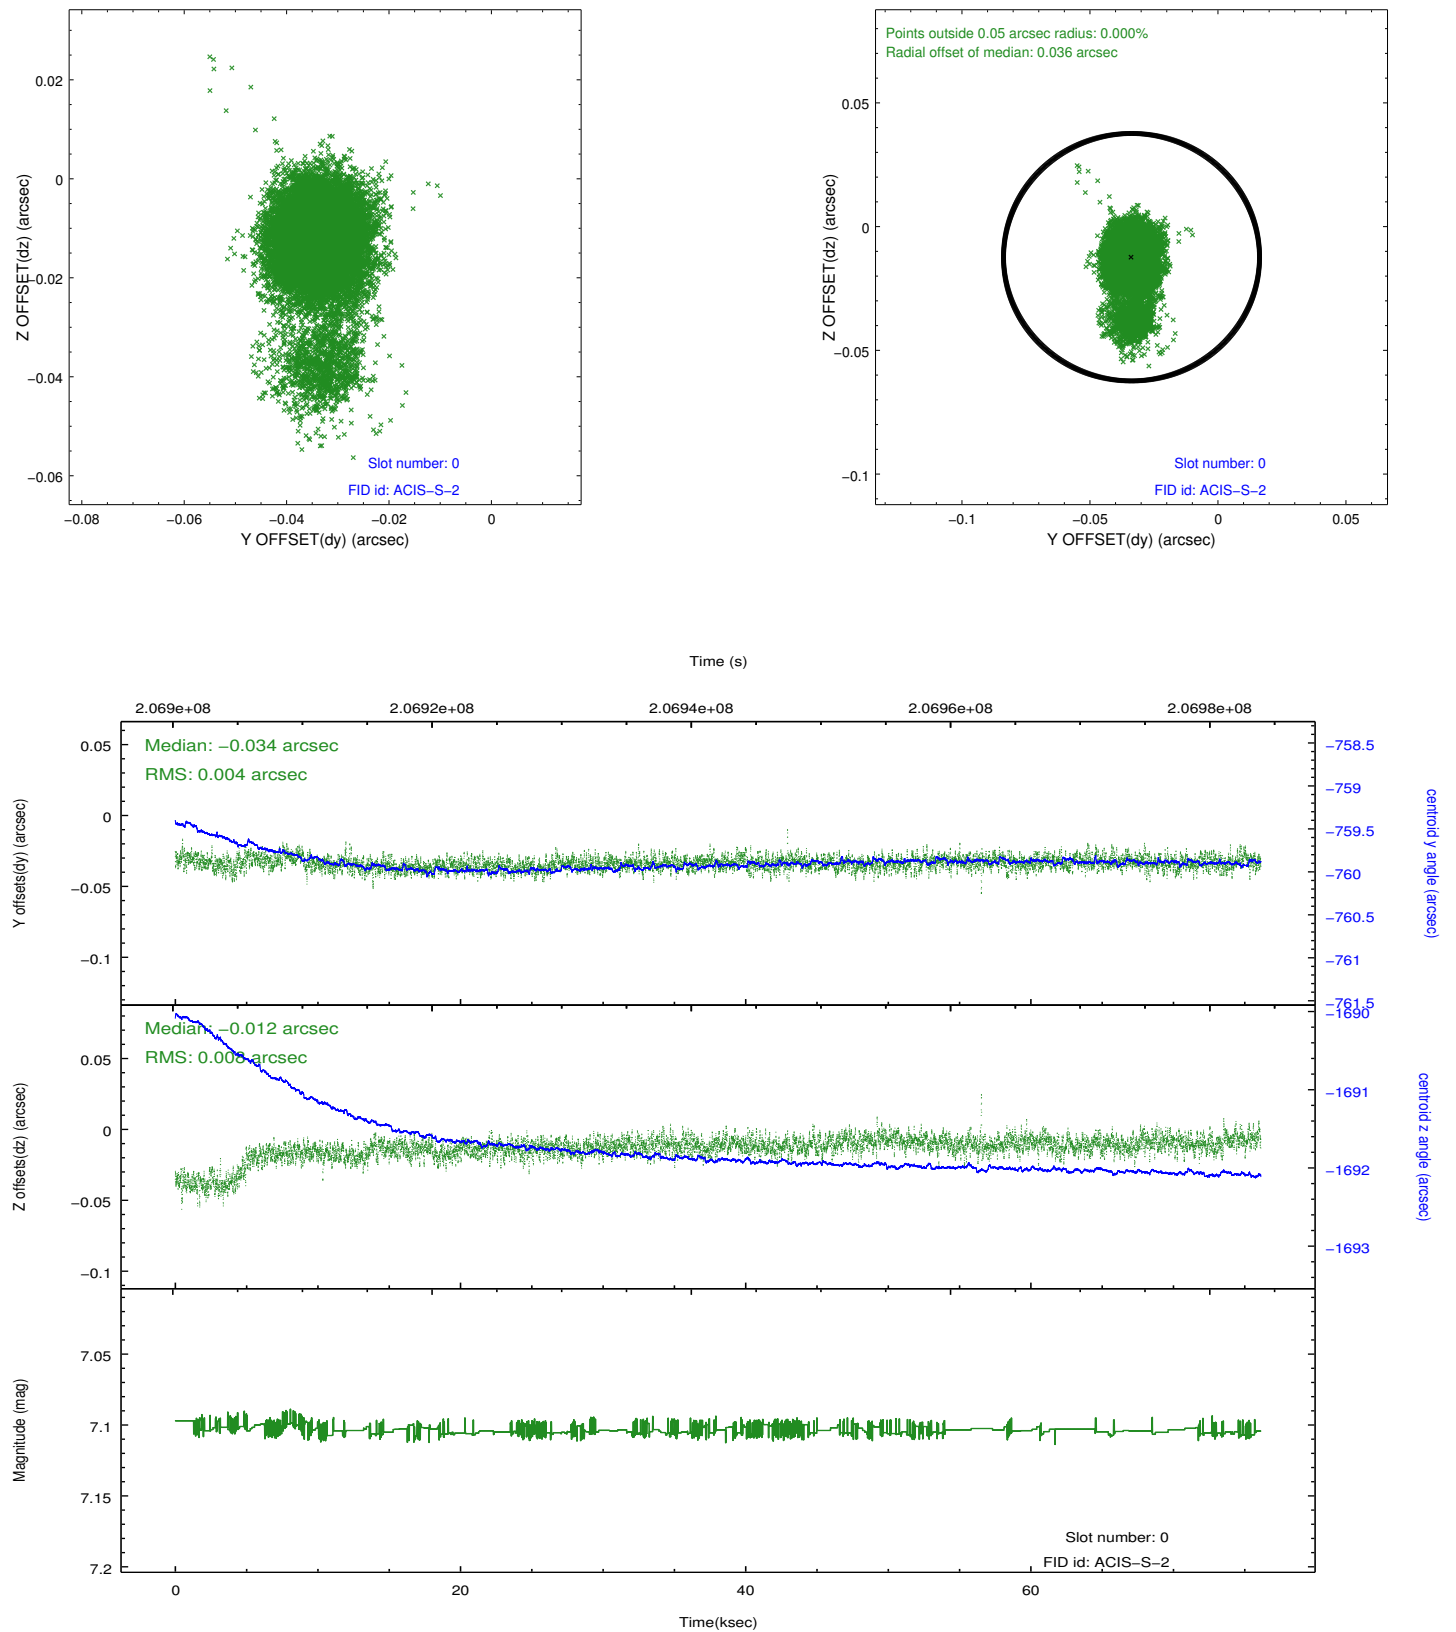 0.02
0
−0.02
−0.04
−0.06
Z OFFSET(dz) (arcsec)
Slot number: 0
FID id: ACIS−S−2
−0.08 −0.06 −0.04 −0.02 0
Y OFFSET(dy) (arcsec)
Points outside 0.05 arcsec radius: 0.000%
Radial offset of median: 0.036 arcsec
0.05
0
−0.05
−0.1
Z OFFSET(dz) (arcsec)
Slot number: 0
FID id: ACIS−S−2
−0.1 −0.05 0 0.05
Y OFFSET(dy) (arcsec)
Time (s)
2.069e+08 2.0692e+08 2.0694e+08 2.0696e+08 2.0698e+08
Median: −0.034 arcsec
RMS: 0.004 arcsec
0.05
0
−0.05
−0.1
Y offsets(dy) (arcsec)
−758.5
−759
−759.5
−760
−760.5
−761
−761.5
centroid y angle (arcsec)
Median: −0.012 arcsec
RMS: 0.008 arcsec
0.05
0
−0.05
−0.1
Z offsets(dz) (arcsec)
−1690
−1691
−1692
−1693
centroid z angle (arcsec)
7.05
7.1
7.15
7.2
Magnitude (mag)
Slot number: 0
FID id: ACIS−S−2
0 20 40 60
Time(ksec)